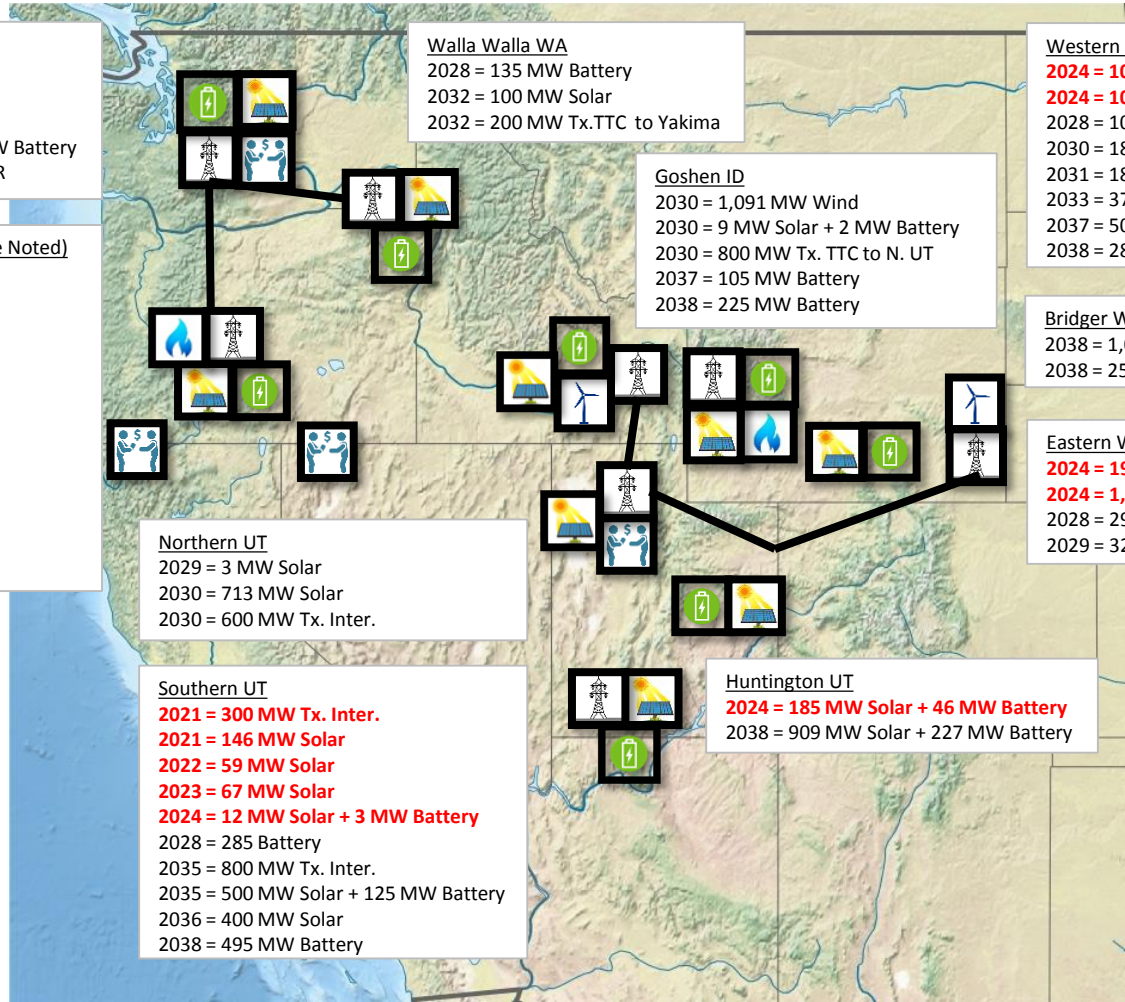 W Battery
R
e Noted)
Walla Walla WA
2028 = 135 MW Battery
2032 = 100 MW Solar
2032 = 200 MW Tx.TTC to Yakima
Goshen ID
2030 = 1,091 MW Wind
2030 = 9 MW Solar + 2 MW Battery
2030 = 800 MW Tx. TTC to N. UT
2037 = 105 MW Battery
2038 = 225 MW Battery
Western
2024 = 10
2024 = 10
2028 = 10
2030 = 18
2031 = 18
2033 = 37
2037 = 50
2038 = 28
Bridger W
2038 = 1,0
2038 = 25
Eastern W
2024 = 19
2024 = 1,
2028 = 29
2029 = 32
Northern UT
2029 = 3 MW Solar
2030 = 713 MW Solar
2030 = 600 MW Tx. Inter.
Southern UT
2021 = 300 MW Tx. Inter.
2021 = 146 MW Solar
2022 = 59 MW Solar
2023 = 67 MW Solar
2024 = 12 MW Solar + 3 MW Battery
2028 = 285 Battery
2035 = 800 MW Tx. Inter.
2035 = 500 MW Solar + 125 MW Battery
2036 = 400 MW Solar
2038 = 495 MW Battery
Huntington UT
2024 = 185 MW Solar + 46 MW Battery
2038 = 909 MW Solar + 227 MW Battery